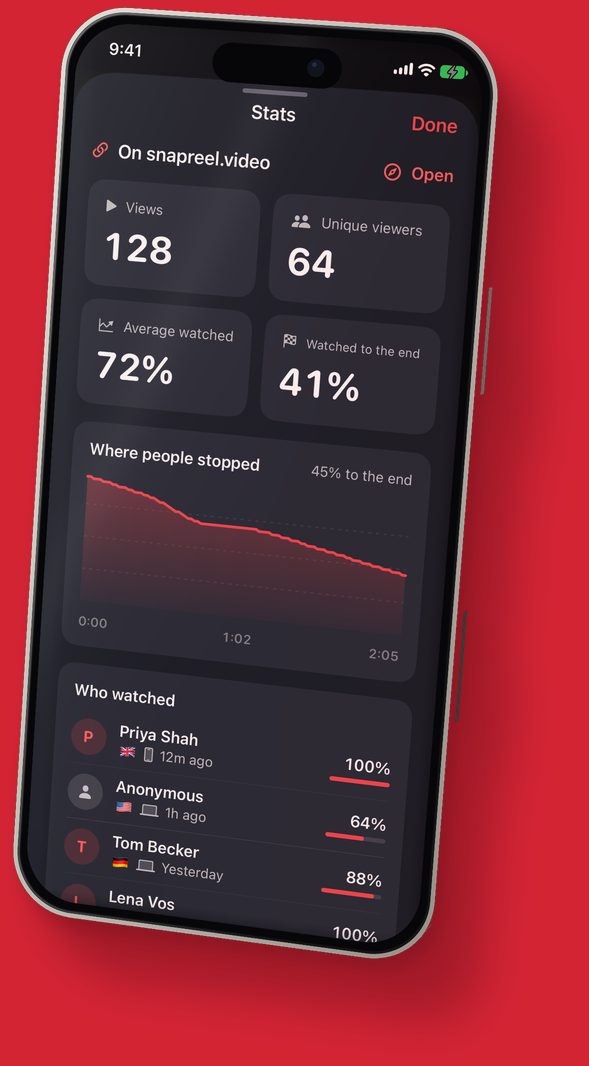 9:41
Stats
Done
On snapreel.video
Open
Views
128
Unique viewers
64
Average watched
72%
Watched to the end
41%
Where people stopped
45% to the end
0:00
1:02
2:05
Who watched
P
Priya Shah
12m ago
100%
Anonymous
1h ago
64%
T
Tom Becker
Yesterday
88%
L
Lena Vos
100%